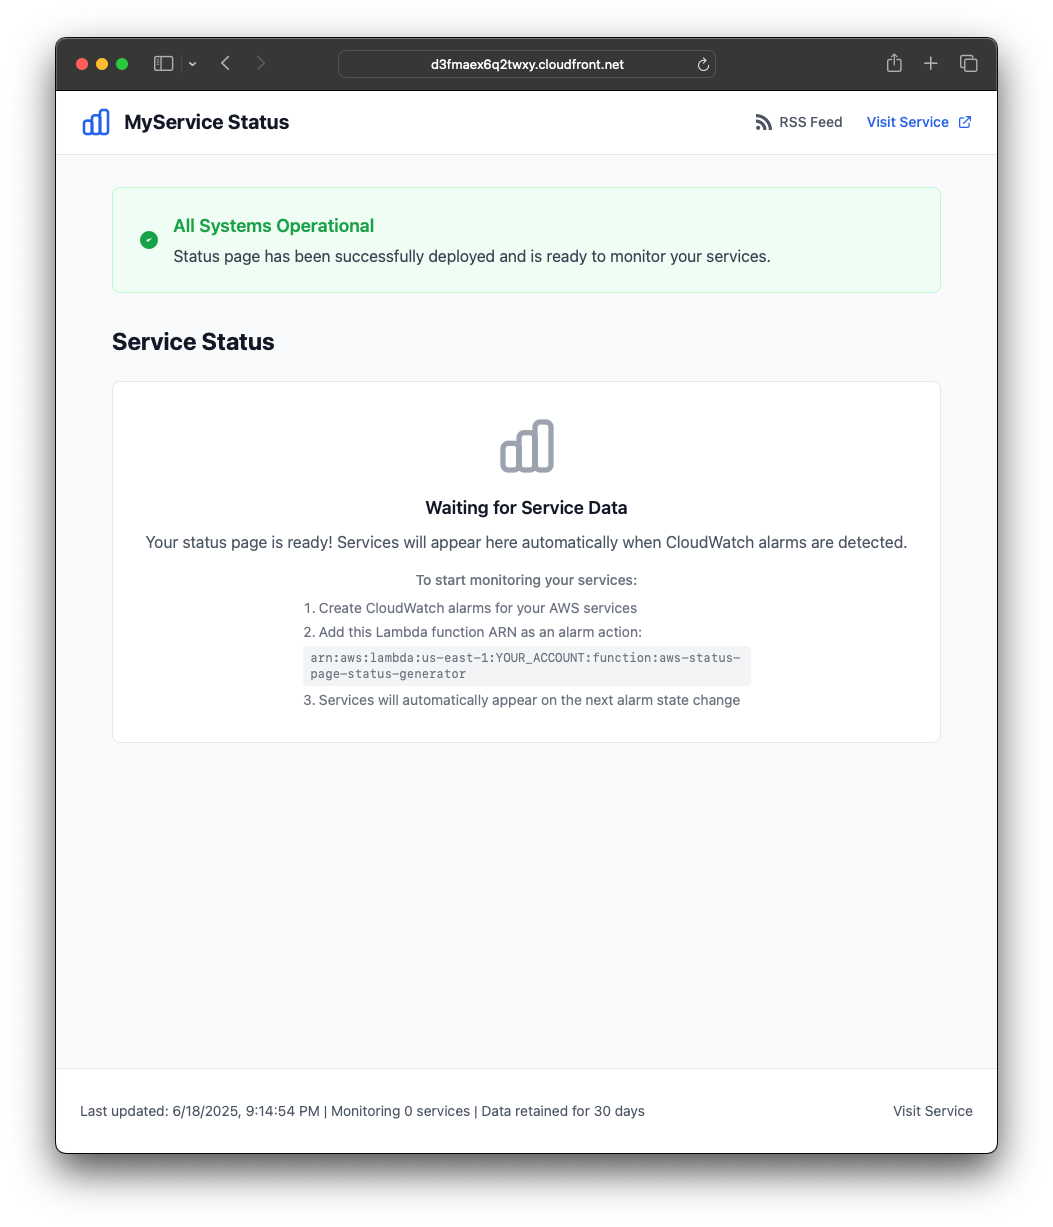 d3fmaex6q2twxy.cloudfront.net
MyService Status
RSS Feed
Visit Service
All Systems Operational
Status page has been successfully deployed and is ready to monitor your services.
Service Status
Waiting for Service Data
Your status page is ready! Services will appear here automatically when CloudWatch alarms are detected.
To start monitoring your services:
1. Create CloudWatch alarms for your AWS services
2. Add this Lambda function ARN as an alarm action:
arn:aws:lambda:us-east-1:YOUR_ACCOUNT:function:aws-status-
page-status-generator
3. Services will automatically appear on the next alarm state change
Last updated: 6/18/2025, 9:14:54 PM | Monitoring 0 services | Data retained for 30 days
Visit Service